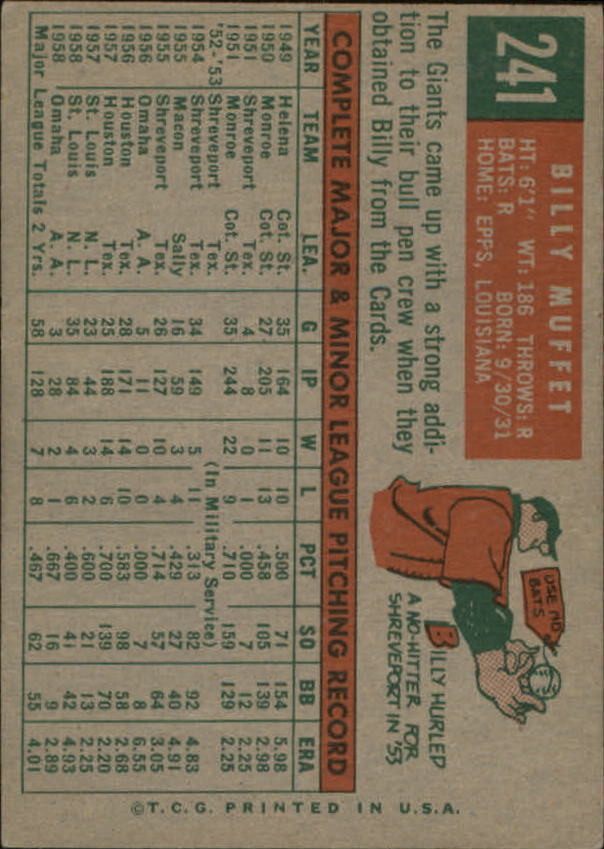 241
BILLY MUFFET
HT: 6'1" WT: 186 THROWS: R
BATS: R BORN: 9/30/31
HOME: EPPS, LOUISIANA
The Giants came up with a strong addi-
tion to their bull pen crew when they
obtained Billy from the Cards.
USE NO
BATS
BILLY HURLED
A NO-HITTER FOR
SHREVEPORT IN '53
COMPLETE MAJOR & MINOR LEAGUE PITCHING RECORD
YEAR TEAM LEA. G IP W L PCT SO BB ERA
1949 Helena Cot. St. 35 164 10 10 .500 71 154 5.98
1950 Monroe Cot. St. 27 205 11 13 .458 105 139 2.98
1951 Shreveport Tex. 4 8 0 1 .000 7 12 2.25
1951 Monroe Cot. St. 35 244 22 9 .710 159 129 2.25
'52-'53 Shreveport Tex. (In Military Service)
1954 Shreveport Tex. 34 149 5 11 .313 82 92 4.83
1955 Macon Sally 16 59 3 4 .429 27 40 4.91
1955 Shreveport Tex. 26 127 10 4 .714 57 64 3.05
1956 Omaha A. A. 5 11 0 0 .000 7 8 6.55
1956 Houston Tex. 28 171 14 10 .583 98 58 2.68
1957 Houston Tex. 25 188 14 6 .700 139 70 2.20
1957 St. Louis N. L. 23 44 3 2 .600 21 13 2.25
1958 St. Louis N. L. 35 84 4 6 .400 41 42 4.93
1958 Omaha A. A. 3 28 2 1 .667 16 9 2.89
Major League Totals 2 Yrs. 58 128 7 8 .467 62 55 4.01
©T.C.G. PRINTED IN U.S.A.